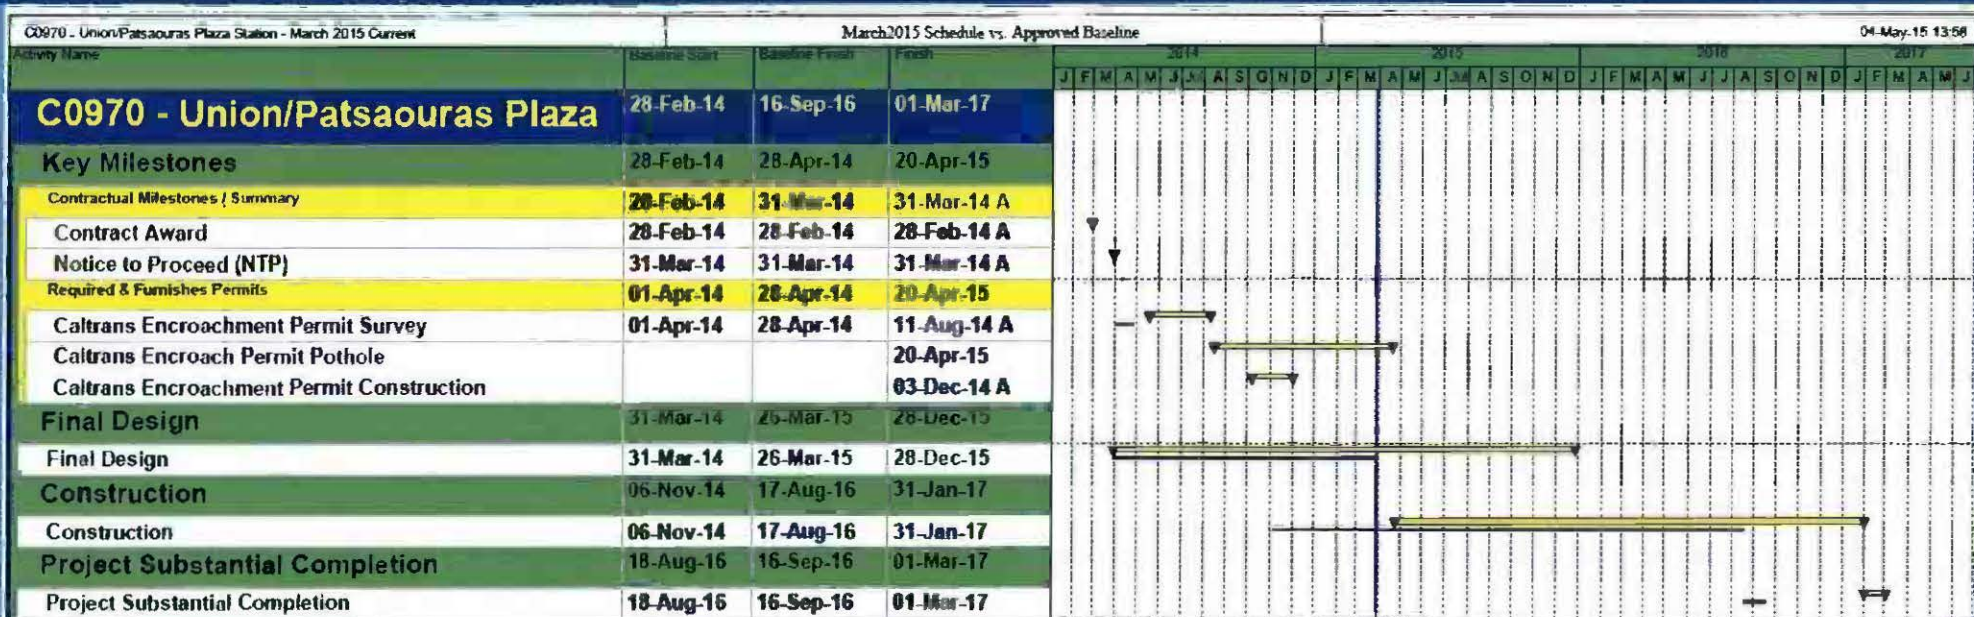 C0970 - Union/Patsaouras Plaza Station - March 2015 Current March2015 Schedule vs. Approved Baseline 04-May-15 13:56
Activity Name Baseline Start Baseline Finish Finish 2014 2015 2016 2017
J F M A M J Jul A S O N D J F M A M J Jul A S O N D J F M A M J J A S O N D J F M A M J
C0970 - Union/Patsaouras Plaza 28-Feb-14 16-Sep-16 01-Mar-17
Key Milestones 28-Feb-14 28-Apr-14 20-Apr-15
Contractual Milestones / Summary 28-Feb-14 31-Mar-14 31-Mar-14 A
Contract Award 28-Feb-14 28-Feb-14 28-Feb-14 A
Notice to Proceed (NTP) 31-Mar-14 31-Mar-14 31-Mar-14 A
Required & Furnishes Permits 01-Apr-14 28-Apr-14 20-Apr-15
Caltrans Encroachment Permit Survey 01-Apr-14 28-Apr-14 11-Aug-14 A
Caltrans Encroach Permit Pothole 20-Apr-15
Caltrans Encroachment Permit Construction 03-Dec-14 A
Final Design 31-Mar-14 26-Mar-15 28-Dec-15
Final Design 31-Mar-14 26-Mar-15 28-Dec-15
Construction 06-Nov-14 17-Aug-16 31-Jan-17
Construction 06-Nov-14 17-Aug-16 31-Jan-17
Project Substantial Completion 18-Aug-16 16-Sep-16 01-Mar-17
Project Substantial Completion 18-Aug-16 16-Sep-16 01-Mar-17